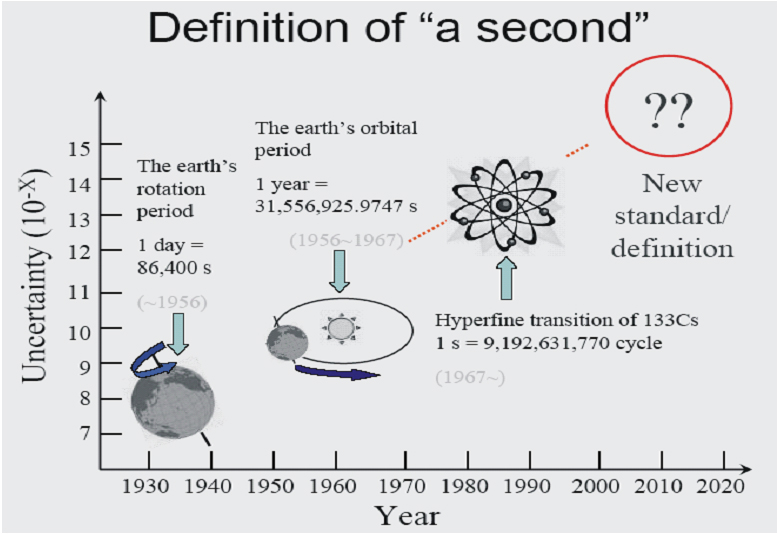 Definition of “a second”
Uncertainty (10-X)
15
14
13
12
11
10
9
8
7
The earth’s
rotation
period
1 day =
86,400 s
(~1956)
The earth’s orbital
period
1 year =
31,556,925.9747 s
(1956~1967)
Hyperfine transition of 133Cs
1 s = 9,192,631,770 cycle
(1967~)
??
New
standard/
definition
1930 1940 1950 1960 1970 1980 1990 2000 2010 2020
Year